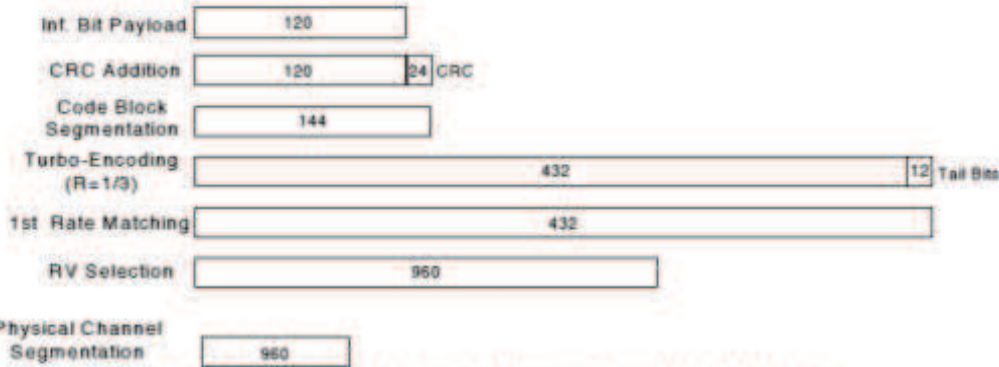 Inf. Bit Payload 120
CRC Addition 120 24 CRC
Code Block
Segmentation 144
Turbo-Encoding
(R=1/3) 432 12 Tail Bits
1st Rate Matching 432
RV Selection 960
Physical Channel
Segmentation 960